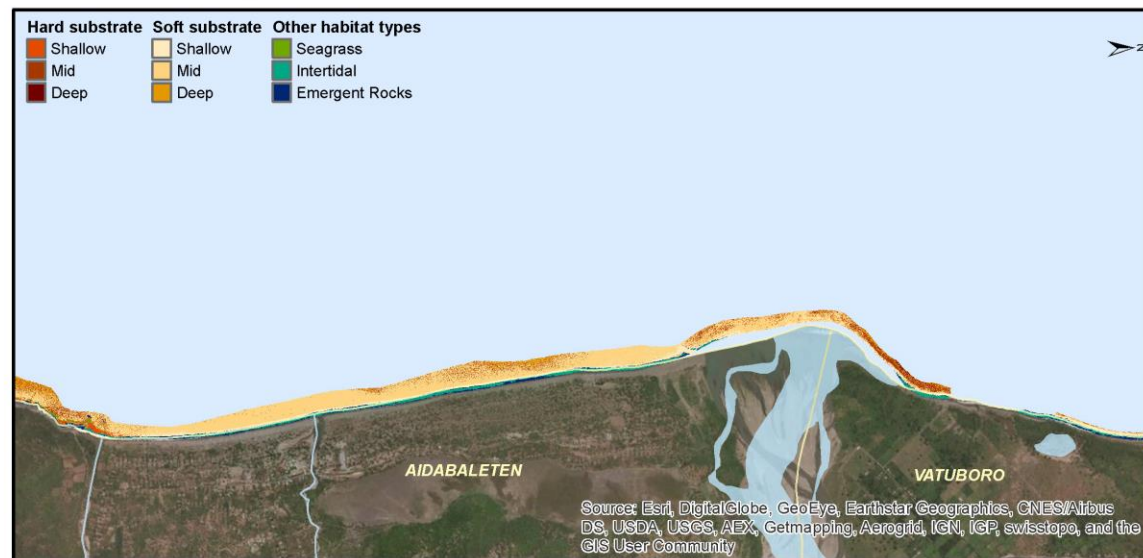 Hard substrate Soft substrate Other habitat types
Shallow Shallow Seagrass
Mid Mid Intertidal
Deep Deep Emergent Rocks
Z
AIDABALETEN
VATUBORO
Source: Esri, DigitalGlobe, GeoEye, Earthstar Geographics, CNES/Airbus
DS, USDA, USGS, AEX, Getmapping, Aerogrid, IGN, IGP, swisstopo, and the
GIS User Community